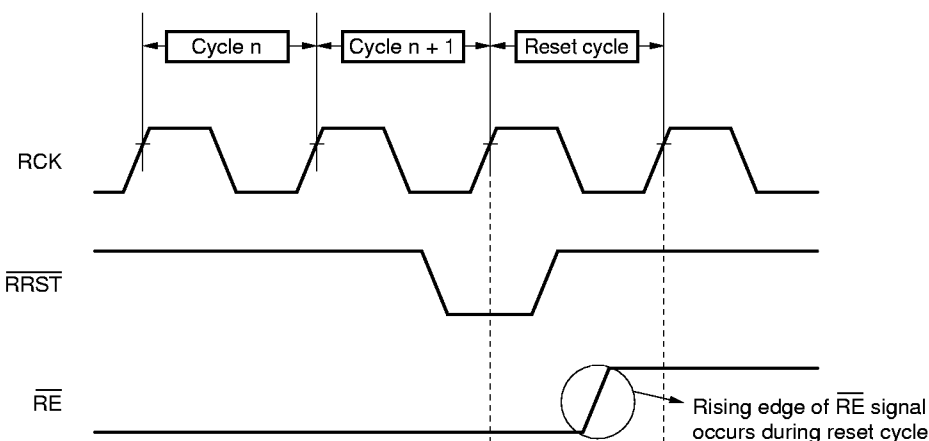 Cycle n Cycle n + 1 Reset cycle
RCK
RRST
RE
Rising edge of RE signal
occurs during reset cycle